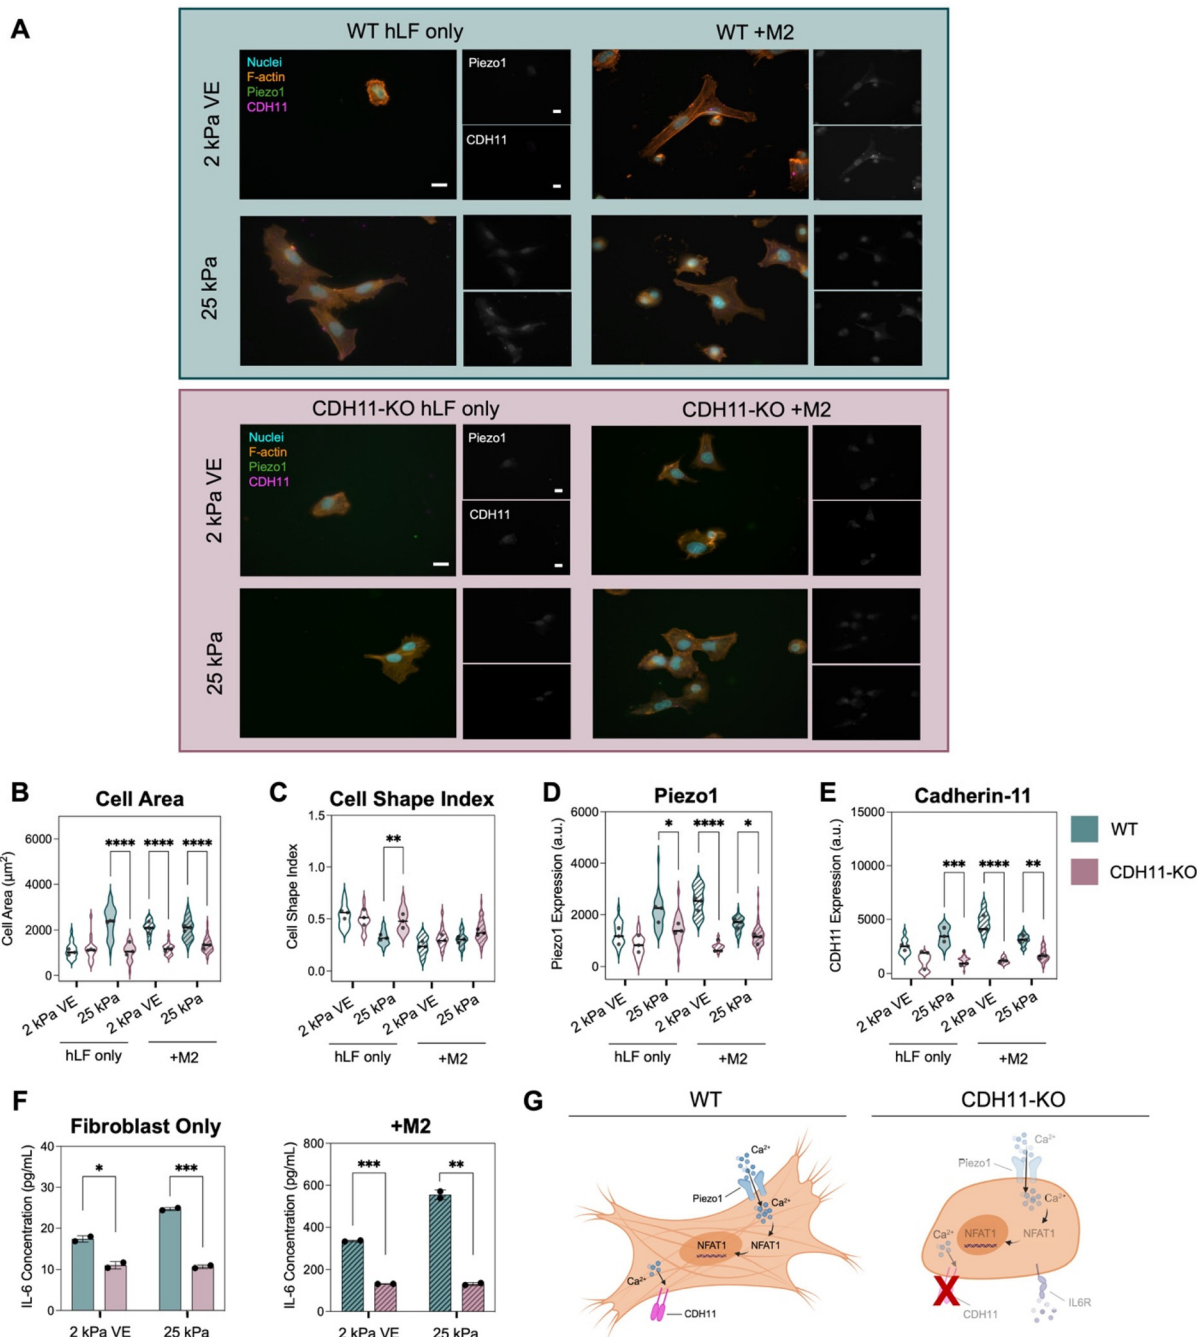 A
WT hLF only
WT +M2
2 kPa VE
Nuclei
F-actin
Piezo1
CDH11
Piezo1
CDH11
25 kPa
CDH11-KO hLF only
CDH11-KO +M2
2 kPa VE
Nuclei
F-actin
Piezo1
CDH11
Piezo1
CDH11
25 kPa
B
Cell Area
Cell Area (μm²)
6000
4000
2000
0
**** **** ****
2 kPa VE 25 kPa 2 kPa VE 25 kPa
hLF only +M2
C
Cell Shape Index
Cell Shape Index
1.5
1.0
0.5
0.0
**
2 kPa VE 25 kPa 2 kPa VE 25 kPa
hLF only +M2
D
Piezo1
Piezo1 Expression (a.u.)
6000
4000
2000
0
* **** *
2 kPa VE 25 kPa 2 kPa VE 25 kPa
hLF only +M2
E
Cadherin-11
CDH11 Expression (a.u.)
15000
10000
5000
0
*** **** **
2 kPa VE 25 kPa 2 kPa VE 25 kPa
hLF only +M2
WT
CDH11-KO
F
Fibroblast Only
IL-6 Concentration (pg/mL)
40
30
20
10
0
* ***
2 kPa VE 25 kPa
+M2
IL-6 Concentration (pg/mL)
800
600
400
200
0
*** **
2 kPa VE 25 kPa
G
WT
Ca²⁺
Piezo1
Ca²⁺
NFAT1
NFAT1
Ca²⁺
CDH11
CDH11-KO
Ca²⁺
Piezo1
Ca²⁺
Ca²⁺
NFAT1
NFAT1
X
CDH11
IL6R